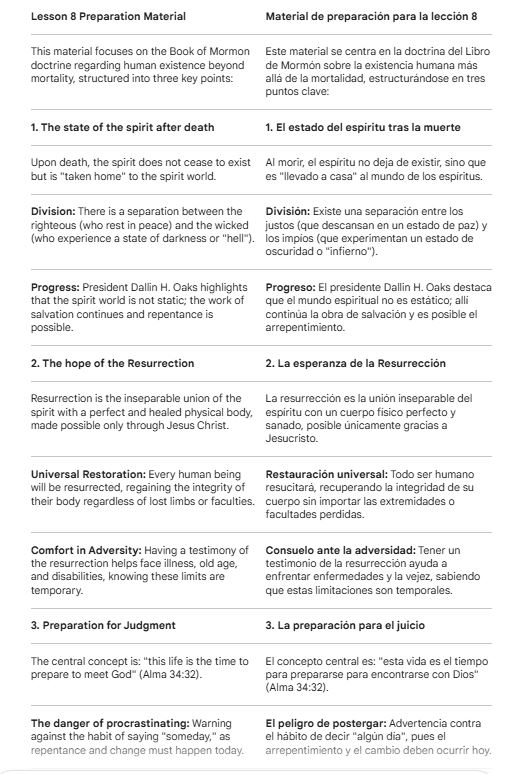 Lesson 8 Preparation Material
Material de preparación para la lección 8
This material focuses on the Book of Mormon
doctrine regarding human existence beyond
mortality, structured into three key points:
Este material se centra en la doctrina del Libro
de Mormón sobre la existencia humana más
allá de la mortalidad, estructurándose en tres
puntos clave:
1. The state of the spirit after death
1. El estado del espíritu tras la muerte
Upon death, the spirit does not cease to exist
but is "taken home" to the spirit world.
Al morir, el espíritu no deja de existir, sino que
es "llevado a casa" al mundo de los espíritus.
Division: There is a separation between the
righteous (who rest in peace) and the wicked
(who experience a state of darkness or "hell").
División: Existe una separación entre los
justos (que descansan en un estado de paz) y
los impíos (que experimentan un estado de
oscuridad o "infierno").
Progress: President Dallin H. Oaks highlights
that the spirit world is not static; the work of
salvation continues and repentance is
possible.
Progreso: El presidente Dallin H. Oaks destaca
que el mundo espiritual no es estático; allí
continúa la obra de salvación y es posible el
arrepentimiento.
2. The hope of the Resurrection
2. La esperanza de la Resurrección
Resurrection is the inseparable union of the
spirit with a perfect and healed physical body,
made possible only through Jesus Christ.
La resurrección es la unión inseparable del
espíritu con un cuerpo físico perfecto y
sanado, posible únicamente gracias a
Jesucristo.
Universal Restoration: Every human being
will be resurrected, regaining the integrity of
their body regardless of lost limbs or faculties.
Restauración universal: Todo ser humano
resucitará, recuperando la integridad de su
cuerpo sin importar las extremidades o
facultades perdidas.
Comfort in Adversity: Having a testimony of
the resurrection helps face illness, old age,
and disabilities, knowing these limits are
temporary.
Consuelo ante la adversidad: Tener un
testimonio de la resurrección ayuda a
enfrentar enfermedades y la vejez, sabiendo
que estas limitaciones son temporales.
3. Preparation for Judgment
3. La preparación para el juicio
The central concept is: "this life is the time to
prepare to meet God" (Alma 34:32).
El concepto central es: "esta vida es el tiempo
para prepararse para encontrarse con Dios"
(Alma 34:32).
The danger of procrastinating: Warning
against the habit of saying "someday," as
repentance and change must happen today.
El peligro de postergar: Advertencia contra
el hábito de decir "algún día", pues el
arrepentimiento y el cambio deben ocurrir hoy.